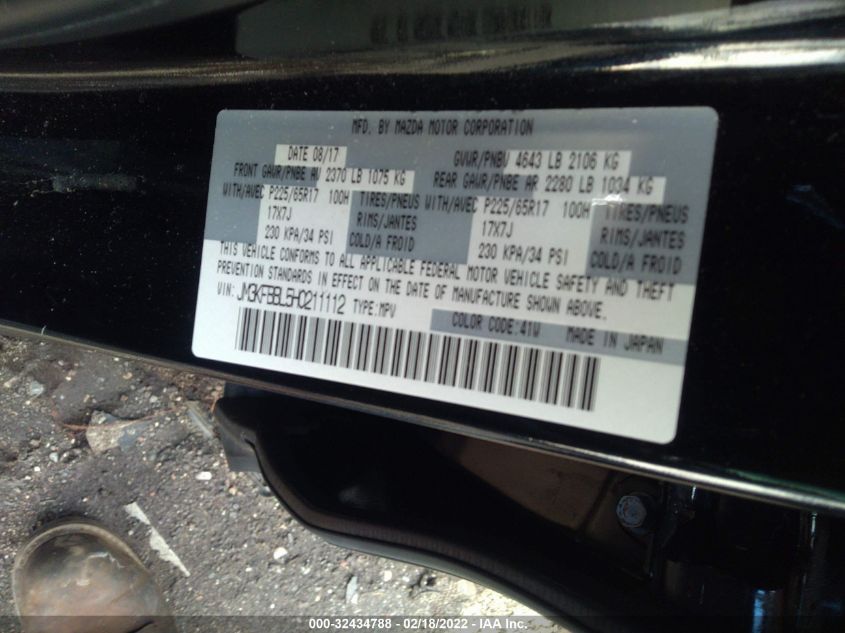 MFD. BY MAZDA MOTOR CORPORATION
DATE 08/17 GVWR/PNBV 4643 LB 2106 KG
FRONT GAWR/PNBE AV 2370 LB 1075 KG REAR GAWR/PNBE AR 2280 LB 1034 KG
WITH/AVEC P225/65R17 100H TIRES/PNEUS WITH/AVEC P225/65R17 100H TIRES/PNEUS
17X7J RIMS/JANTES 17X7J RIMS/JANTES
230 KPA/34 PSI COLD/A FROID 230 KPA/34 PSI COLD/A FROID
THIS VEHICLE CONFORMS TO ALL APPLICABLE FEDERAL MOTOR VEHICLE SAFETY AND THEFT
PREVENTION STANDARDS IN EFFECT ON THE DATE OF MANUFACTURE SHOWN ABOVE.
VIN: JM3KFBBL5H0211112 TYPE:MPV
COLOR CODE:41W MADE IN JAPAN
000-32434788 - 02/18/2022 - IAA Inc.